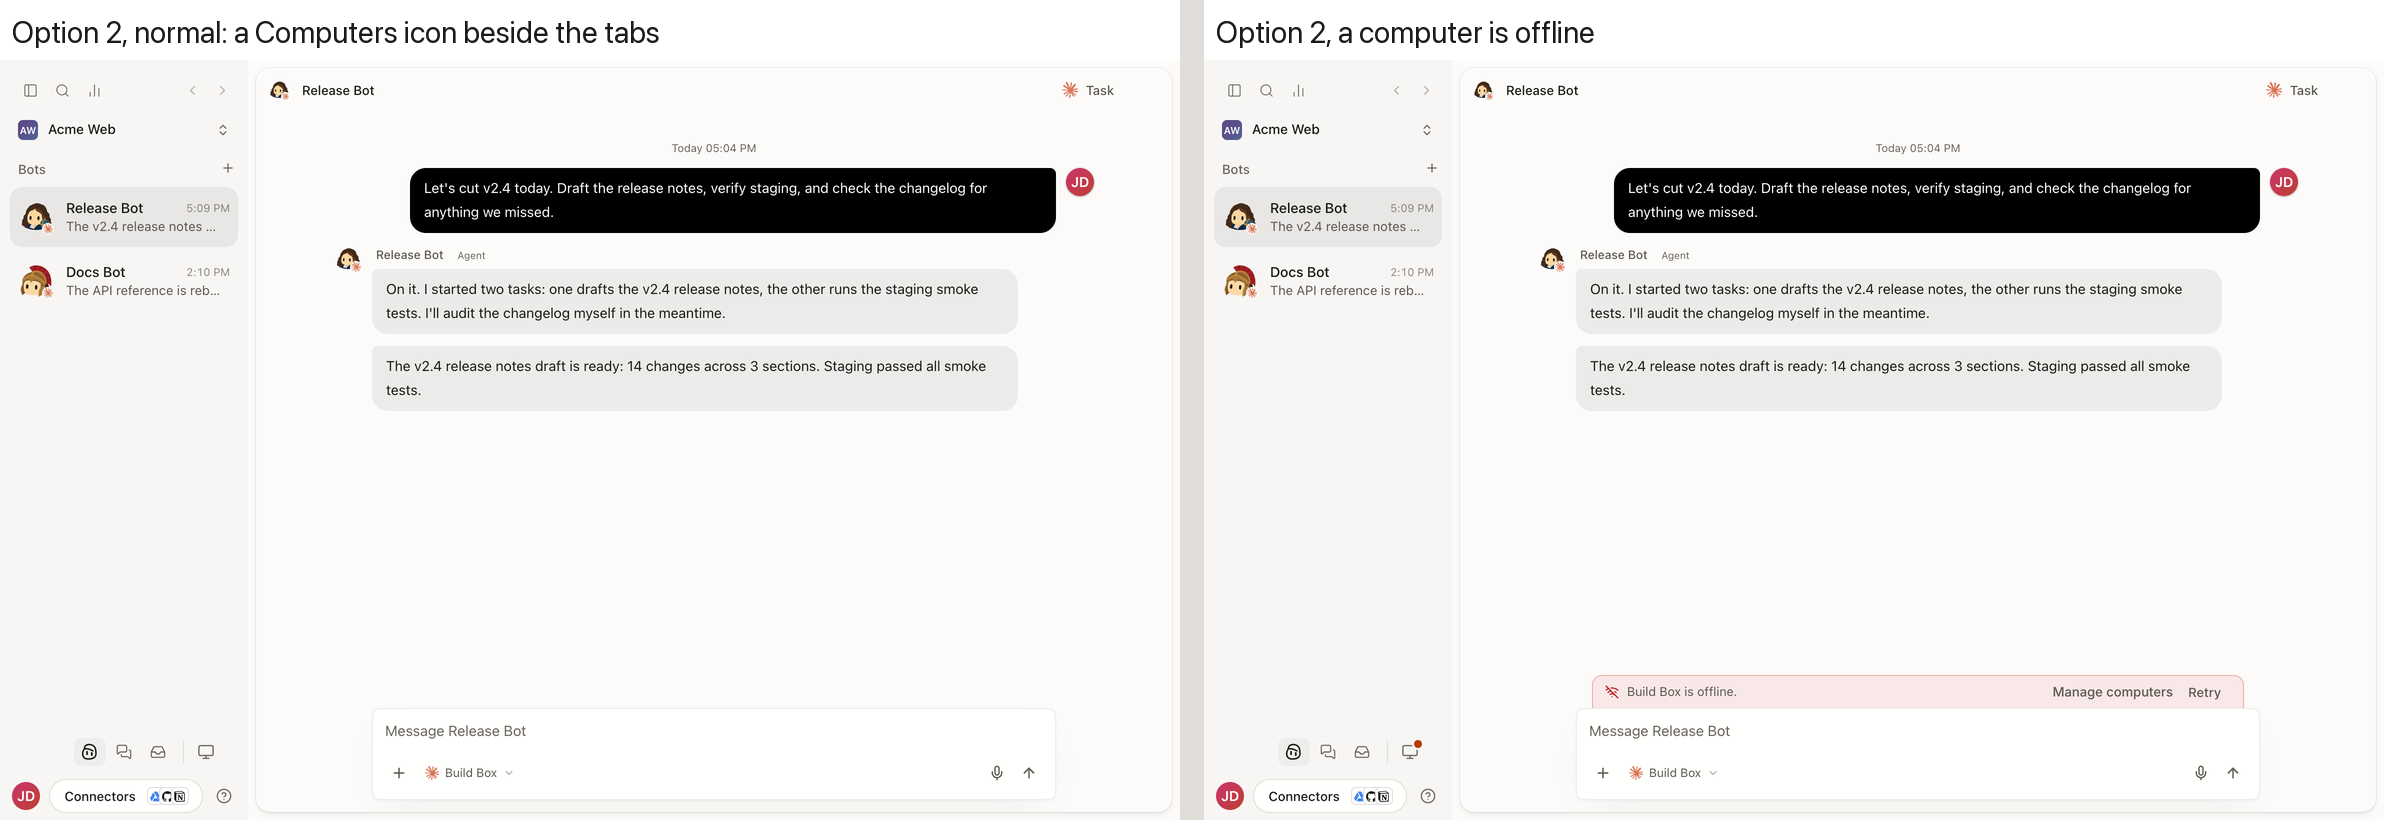 Option 2, normal: a Computers icon beside the tabs
AW Acme Web
Bots
Release Bot 5:09 PM
The v2.4 release notes ...
Docs Bot 2:10 PM
The API reference is reb...
JD Connectors
Release Bot
Task
Today 05:04 PM
Let's cut v2.4 today. Draft the release notes, verify staging, and check the changelog for
anything we missed.
JD
Release Bot Agent
On it. I started two tasks: one drafts the v2.4 release notes, the other runs the staging smoke
tests. I'll audit the changelog myself in the meantime.
The v2.4 release notes draft is ready: 14 changes across 3 sections. Staging passed all smoke
tests.
Message Release Bot
Build Box
Option 2, a computer is offline
AW Acme Web
Bots
Release Bot 5:09 PM
The v2.4 release notes ...
Docs Bot 2:10 PM
The API reference is reb...
JD Connectors
Release Bot
Task
Today 05:04 PM
Let's cut v2.4 today. Draft the release notes, verify staging, and check the changelog for
anything we missed.
JD
Release Bot Agent
On it. I started two tasks: one drafts the v2.4 release notes, the other runs the staging smoke
tests. I'll audit the changelog myself in the meantime.
The v2.4 release notes draft is ready: 14 changes across 3 sections. Staging passed all smoke
tests.
Build Box is offline. Manage computers Retry
Message Release Bot
Build Box